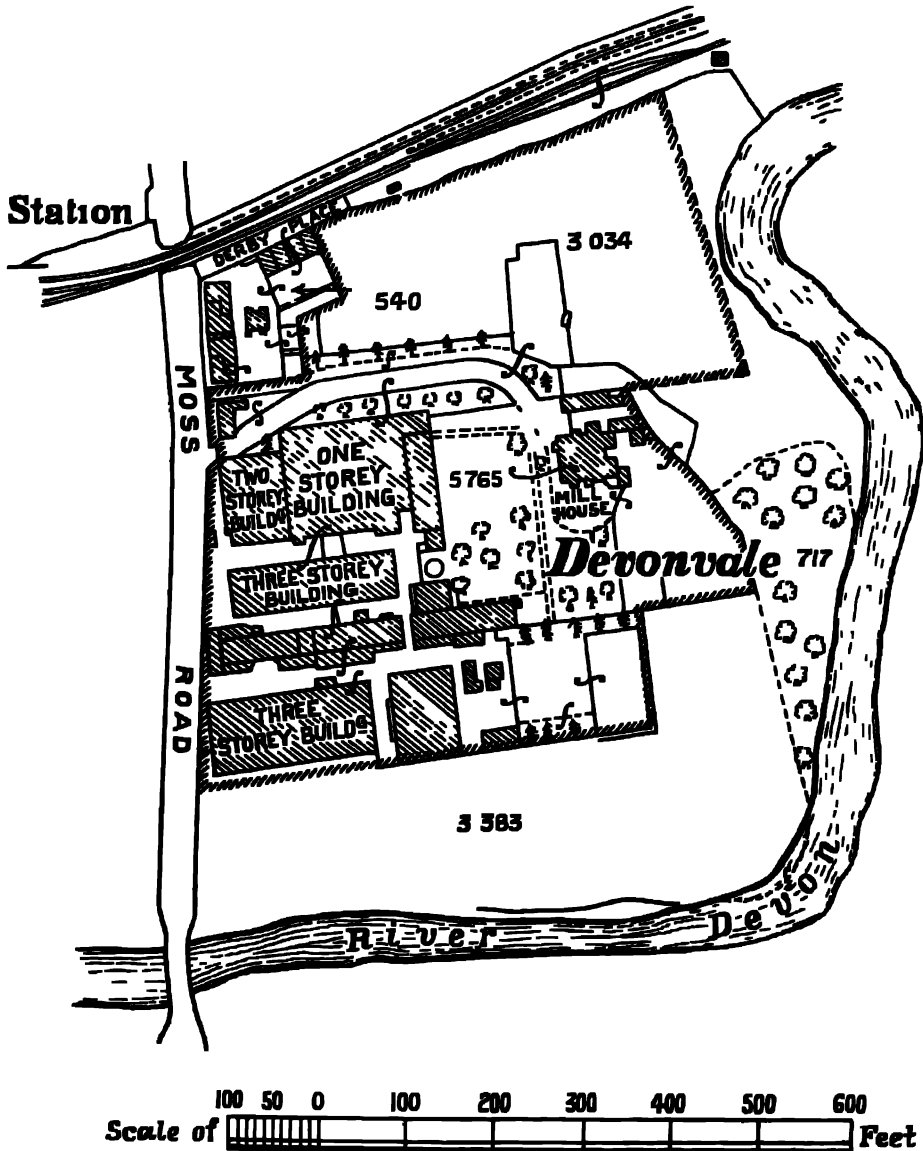 Station
DERBY PLACE
3 034
540
MOSS
ROAD
ONE
STOREY
BUILDING
TWO
STOREY
BUILDG
5765
MILL
HOUSE
Devonvale
717
THREE STOREY
BUILDING
THREE
STOREY BUILDG
3 383
River Devon
100 50 0 100 200 300 400 500 600
Scale of Feet